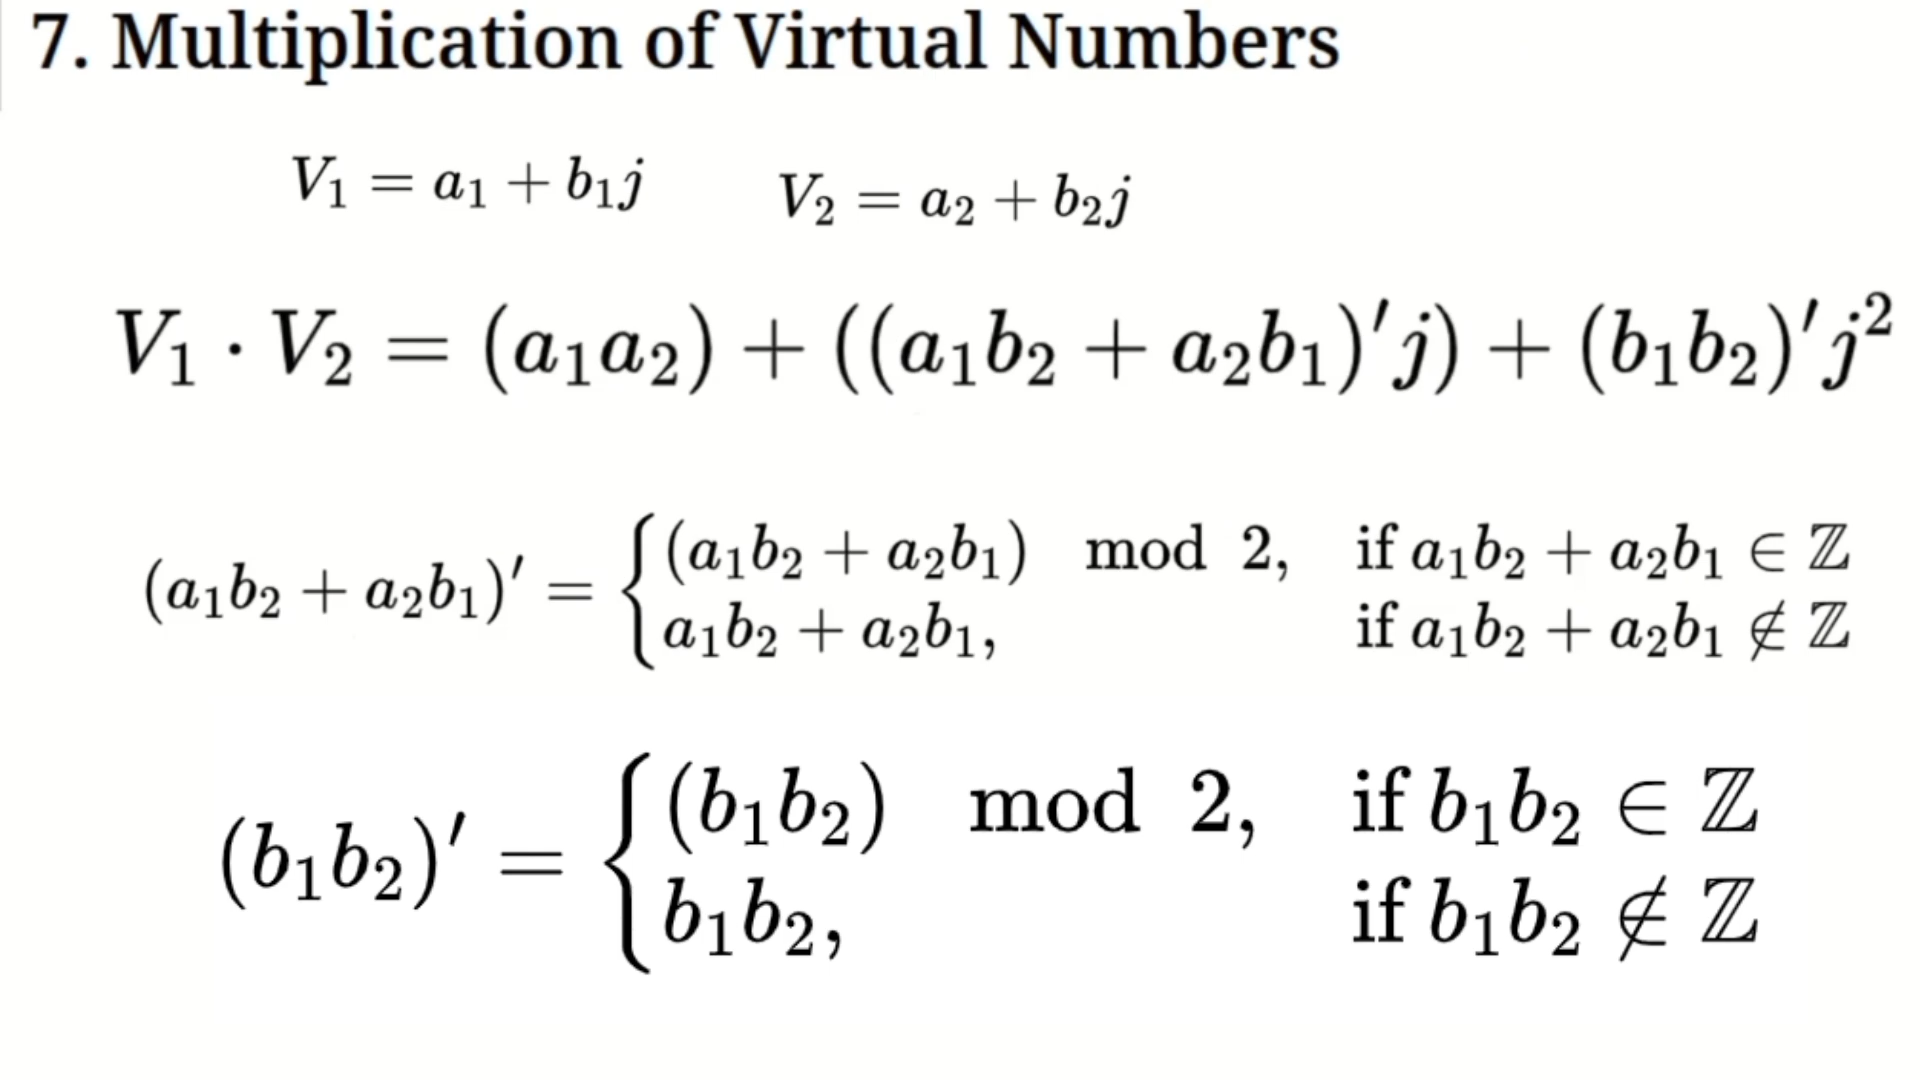 7. Multiplication of Virtual Numbers
V₁ = a₁ + b₁j    V₂ = a₂ + b₂j
V₁ · V₂ = (a₁a₂) + ((a₁b₂ + a₂b₁)′j) + (b₁b₂)′j²
(a₁b₂ + a₂b₁)′ = { (a₁b₂ + a₂b₁) mod 2, if a₁b₂ + a₂b₁ ∈ ℤ
a₁b₂ + a₂b₁, if a₁b₂ + a₂b₁ ∉ ℤ
(b₁b₂)′ = { (b₁b₂) mod 2, if b₁b₂ ∈ ℤ
b₁b₂, if b₁b₂ ∉ ℤ